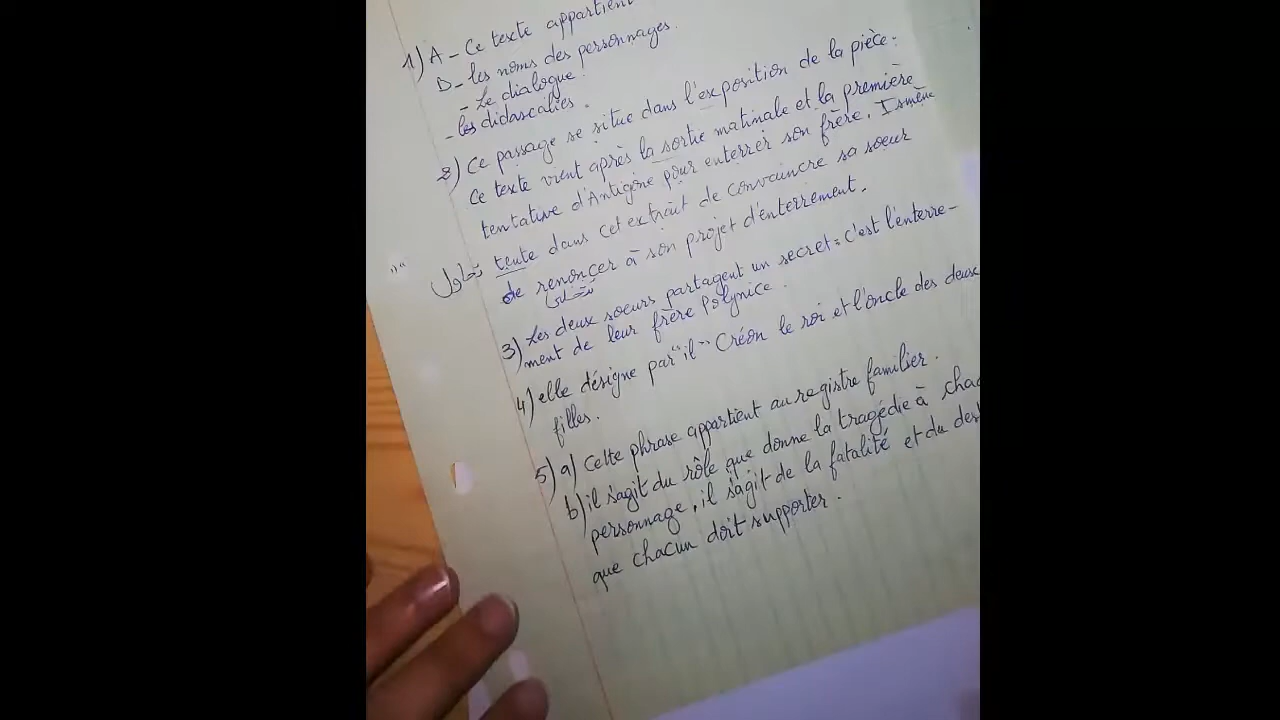 1) A - Ce texte appartient
D - les noms des personnages.
- Le dialogue.
- les didascalies.
2) Ce passage se situe dans l'exposition de la pièce :
Ce texte vient après la sortie matinale et la première
tentative d'Antigone pour enterrer son frère. Ismène
تحاول tente dans cet extrait de convaincre sa soeur
de renoncer à son projet d'enterrement.
3) Les deux soeurs partagent un secret = c'est l'enterre-
ment de leur frère Polynice.
4) elle désigne par "il" Créon le roi et l'oncle des deux
filles.
5) a) Cette phrase appartient au registre familier.
b) il s'agit du rôle que donne la tragédie à chaq
personnage, il s'agit de la fatalité et du des
que chacun doit supporter.